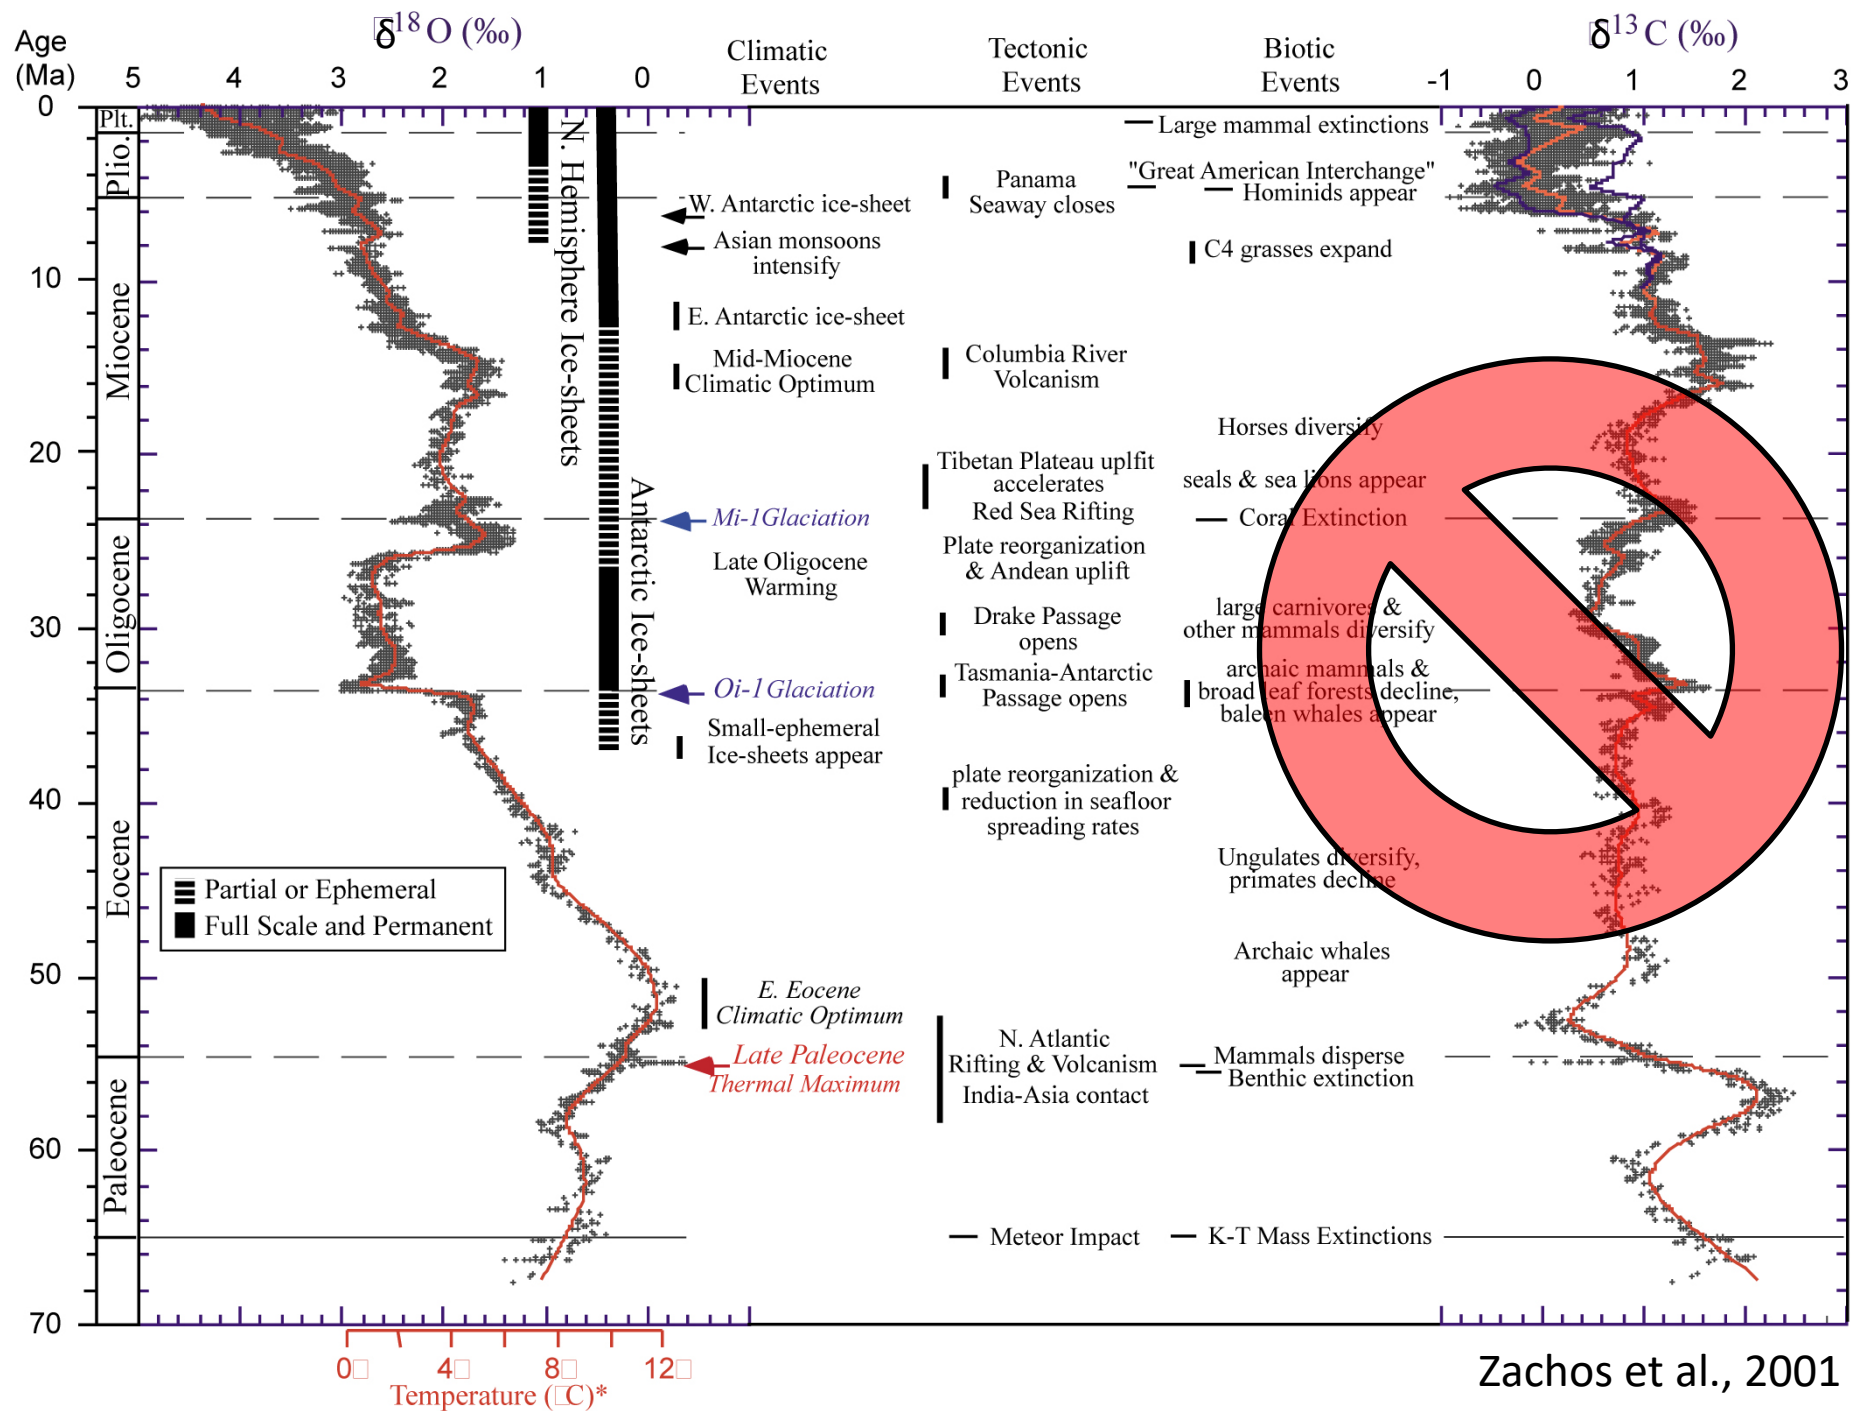 δ18O (‰)
δ13C (‰)
Age
(Ma)
5 4 3 2 1 0
Climatic
Events
Tectonic
Events
Biotic
Events
-1 0 1 2 3
0
10
20
30
40
50
60
70
Plt.
Plio.
Miocene
Oligocene
Eocene
Paleocene
N. Hemisphere Ice-sheets
Antarctic Ice-sheets
W. Antarctic ice-sheet
Asian monsoons
intensify
E. Antarctic ice-sheet
Mid-Miocene
Climatic Optimum
Mi-1Glaciation
Late Oligocene
Warming
Oi-1 Glaciation
Small-ephemeral
Ice-sheets appear
E. Eocene
Climatic Optimum
Late Paleocene
Thermal Maximum
Panama
Seaway closes
Columbia River
Volcanism
Tibetan Plateau uplfit
accelerates
Red Sea Rifting
Plate reorganization
& Andean uplift
Drake Passage
opens
Tasmania-Antarctic
Passage opens
plate reorganization &
reduction in seafloor
spreading rates
N. Atlantic
Rifting & Volcanism
India-Asia contact
Meteor Impact
Large mammal extinctions
"Great American Interchange"
Hominids appear
C4 grasses expand
Horses diversify
seals & sea lions appear
Coral Extinction
large carnivores &
other mammals diversify
archaic mammals &
broad leaf forests decline,
baleen whales appear
Ungulates diversify,
primates decline
Archaic whales
appear
Mammals disperse
Benthic extinction
K-T Mass Extinctions
Partial or Ephemeral
Full Scale and Permanent
0□ 4□ 8□ 12□
Temperature (□C)*
Zachos et al., 2001